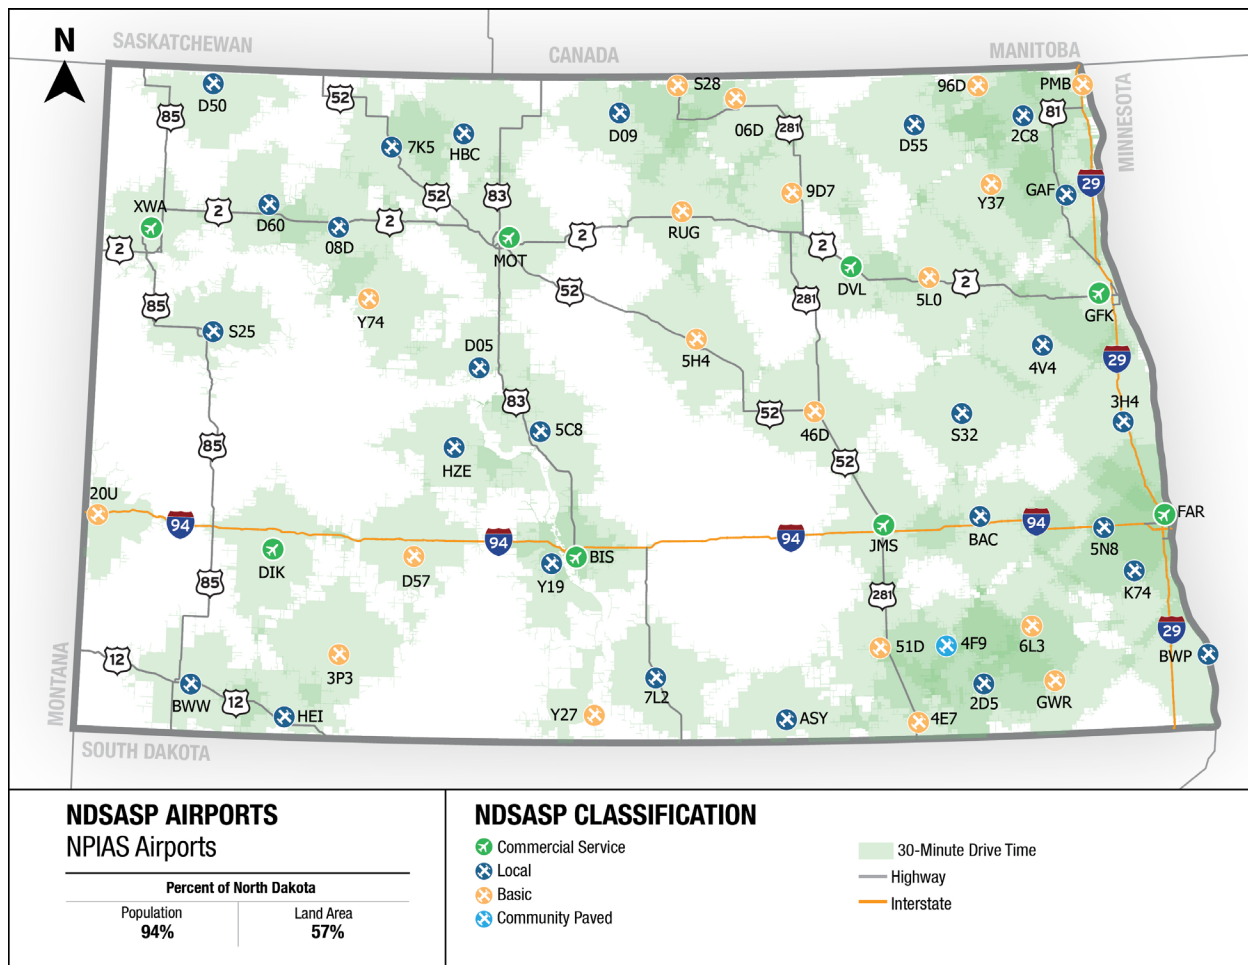 N
SASKATCHEWAN
CANADA
MANITOBA
MINNESOTA
D50
52
S28
96D
PMB
85
D09
06D
281
81
2C8
7K5
HBC
D55
XWA
2
D60
08D
2
52
83
9D7
Y37
GAF
29
RUG
2
MOT
2
2
DVL
5L0
2
GFK
85
52
281
Y74
S25
D05
5H4
4V4
29
83
52
46D
S32
3H4
5C8
85
HZE
52
20U
94
94
94
JMS
BAC
94
5N8
FAR
DIK
D57
Y19
BIS
K74
85
281
29
MONTANA
12
51D
4F9
6L3
BWP
3P3
BWW
12
HEI
7L2
2D5
GWR
Y27
ASY
4E7
SOUTH DAKOTA
NDSASP AIRPORTS
NPIAS Airports
Percent of North Dakota
Population
Land Area
94%
57%
NDSASP CLASSIFICATION
Commercial Service
Local
Basic
Community Paved
30-Minute Drive Time
Highway
Interstate